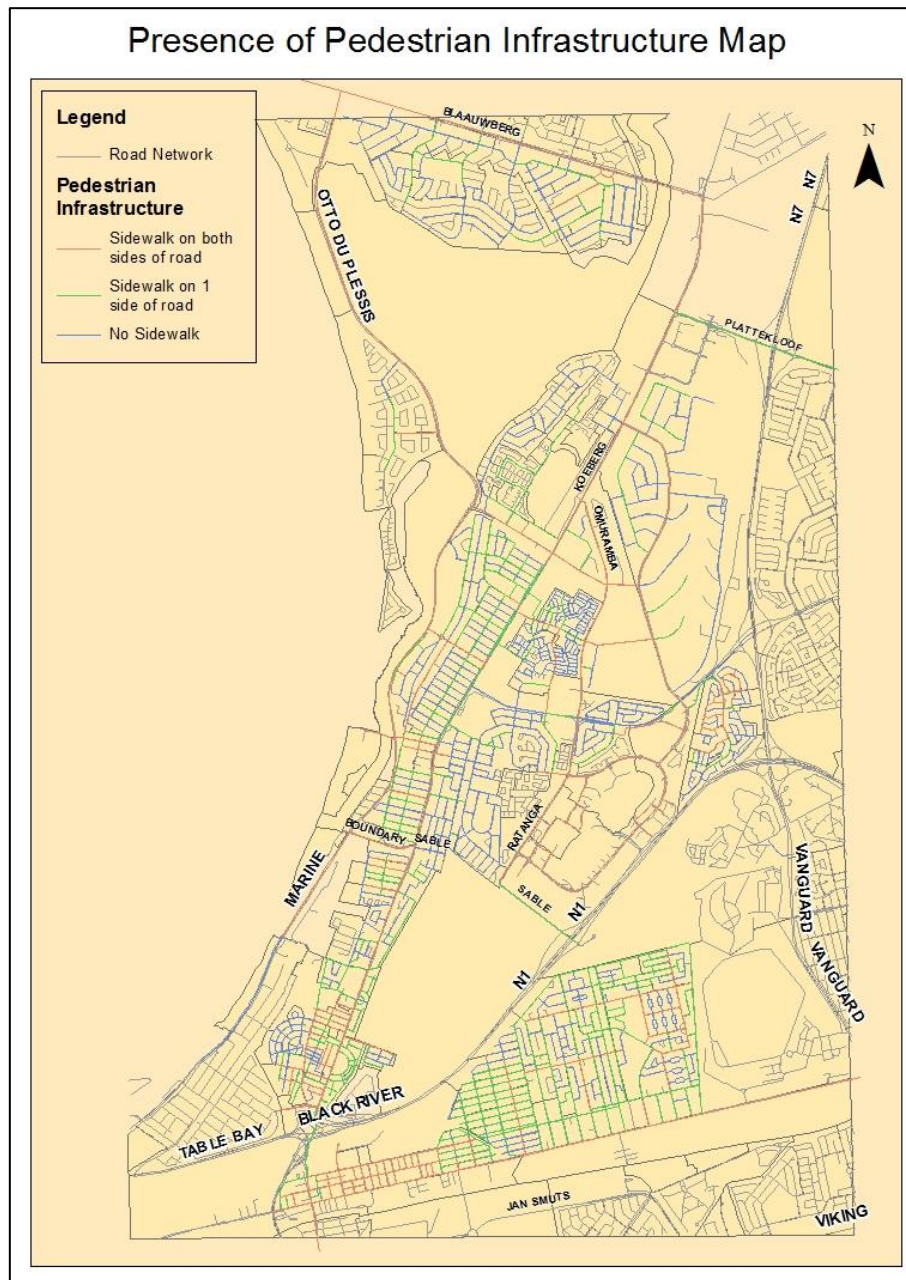 Presence of Pedestrian Infrastructure Map
Legend
Road Network
Pedestrian
Infrastructure
Sidewalk on both
sides of road
Sidewalk on 1
side of road
No Sidewalk
BLAAUWBERG
N
N7
N7
OTTO DU PLESSIS
PLATTEKLOOF
KOEBERG
OMURAMBA
RATANGA
BOUNDARY
SABLE
MARINE
SABLE
N1
VANGUARD
VANGUARD
N1
BLACK RIVER
TABLE BAY
JAN SMUTS
VIKING